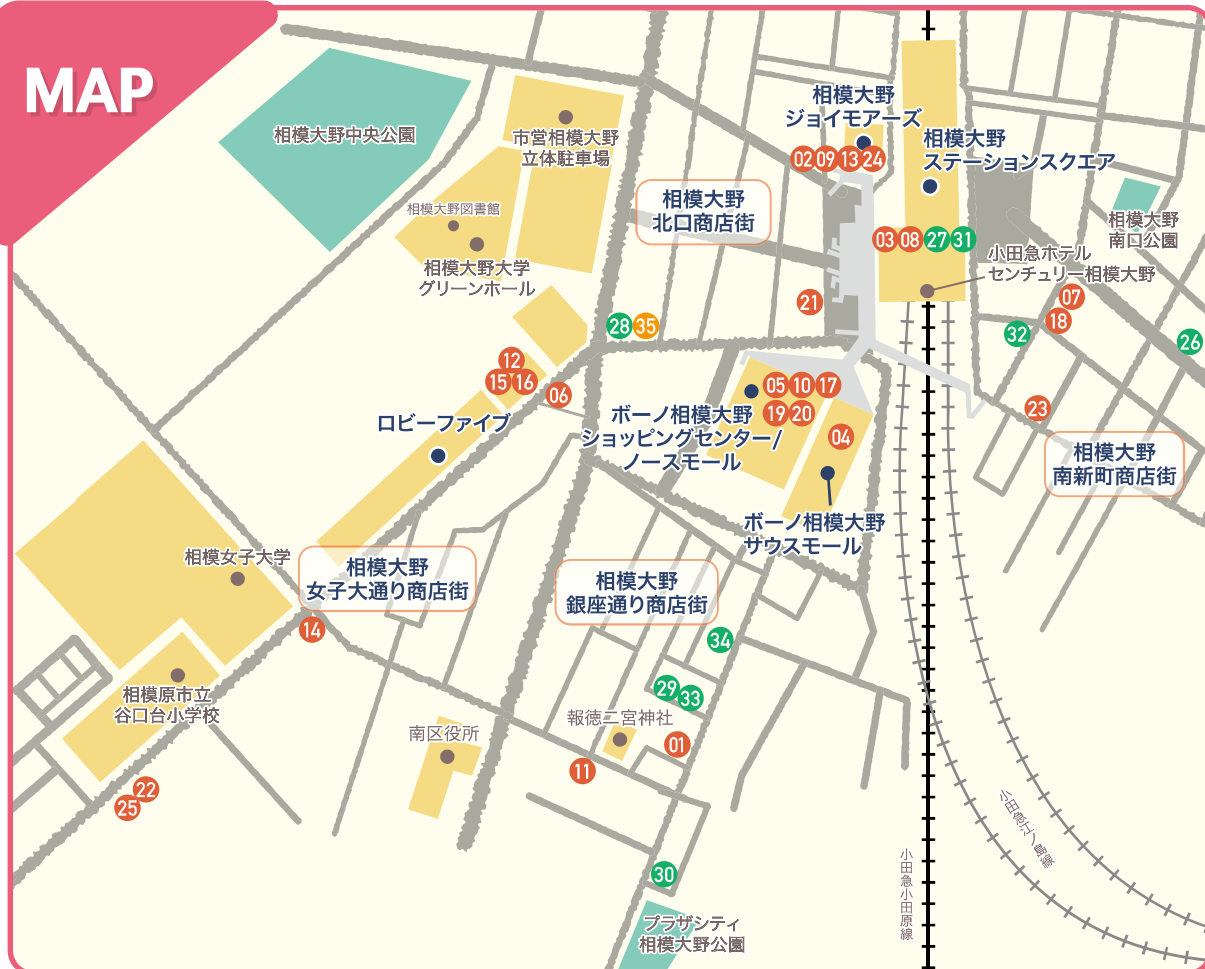 MAP
相模大野中央公園
市営相模大野
立体駐車場
相模大野
ジョイモアーズ
02 09 13 24
相模大野
ステーションスクエア
相模大野
北口商店街
相模大野図書館
相模大野大学
グリーンホール
相模大野
南口公園
03 08 27 31
小田急ホテル
センチュリー相模大野
21
07
18
32
26
28 35
12
15 16
06
05 10 17
19 20
04
23
ロビーファイブ
ボーノ相模大野
ショッピングセンター/
ノースモール
相模大野
南新町商店街
ボーノ相模大野
サウスモール
相模女子大学
相模大野
女子大通り商店街
相模大野
銀座通り商店街
14
34
29
33
相模原市立
谷口台小学校
南区役所
報徳二宮神社
01
11
22
25
30
プラザシティ
相模大野公園
小田急江ノ島線
小田急小田原線